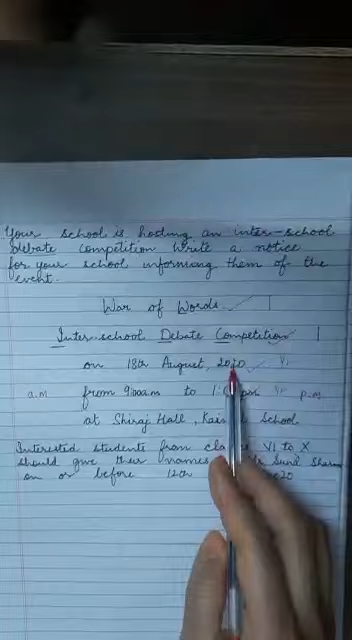 Your school is hosting an inter-school
debate competition write a notice
for your school informing them of the
event.
War of Words
Inter-school Debate Competition
on 18th August, 2020
a.m from 9:00am to pm p.m
at Shiraj Hall, School
Interested students from VI to X
should give their names
on or before 12th